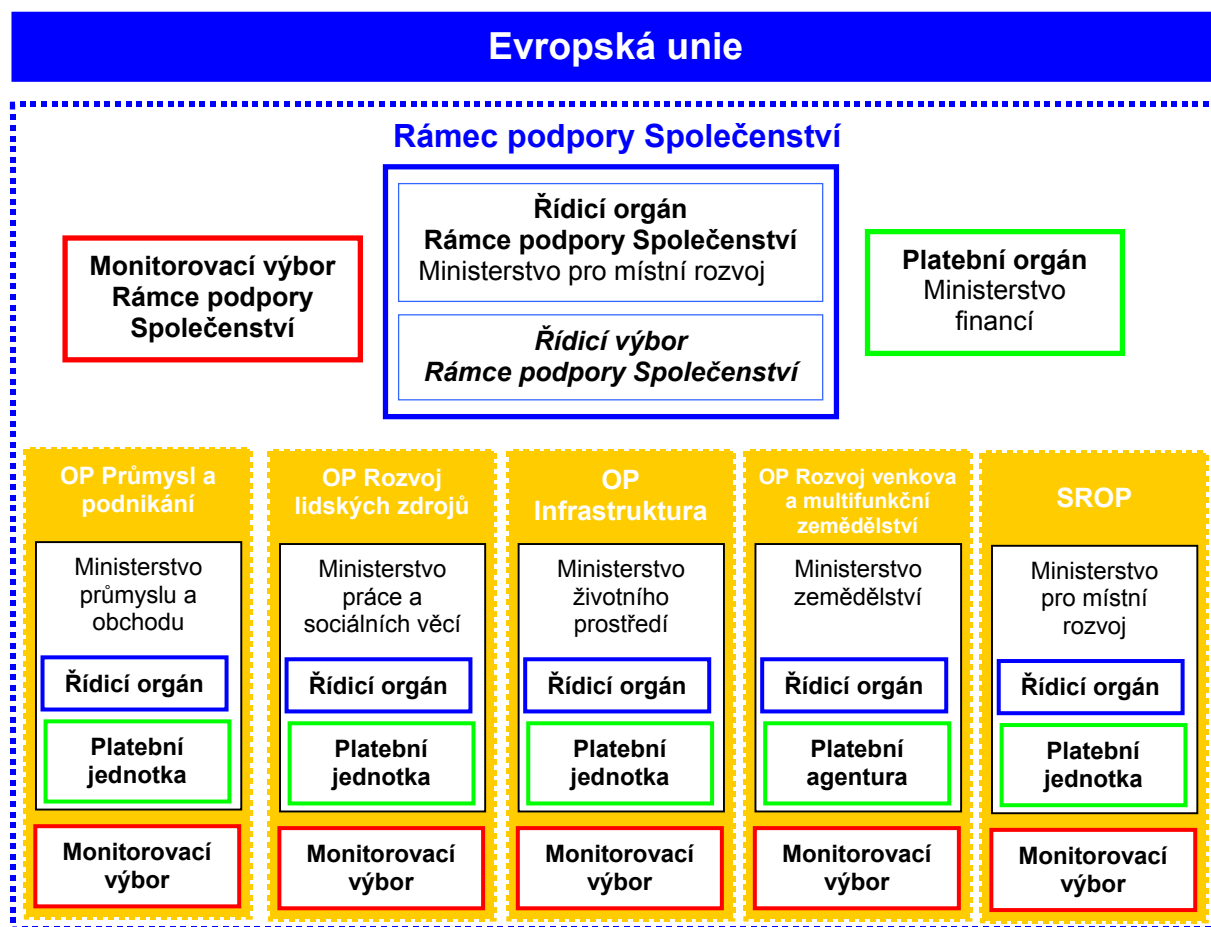 Evropská unie
Rámec podpory Společenství
Monitorovací výbor
Rámce podpory
Společenství
Řídicí orgán
Rámce podpory Společenství
Ministerstvo pro místní rozvoj
Řídicí výbor
Rámce podpory Společenství
Platební orgán
Ministerstvo
financí
OP Průmysl a
podnikání
Ministerstvo
průmyslu a
obchodu
Řídicí orgán
Platební
jednotka
Monitorovací
výbor
OP Rozvoj
lidských zdrojů
Ministerstvo
práce a
sociálních věcí
Řídicí orgán
Platební
jednotka
Monitorovací
výbor
OP
Infrastruktura
Ministerstvo
životního
prostředí
Řídicí orgán
Platební
jednotka
Monitorovací
výbor
OP Rozvoj venkova
a multifunkční
zemědělství
Ministerstvo
zemědělství
Řídicí orgán
Platební
agentura
Monitorovací
výbor
SROP
Ministerstvo
pro místní
rozvoj
Řídicí orgán
Platební
jednotka
Monitorovací
výbor